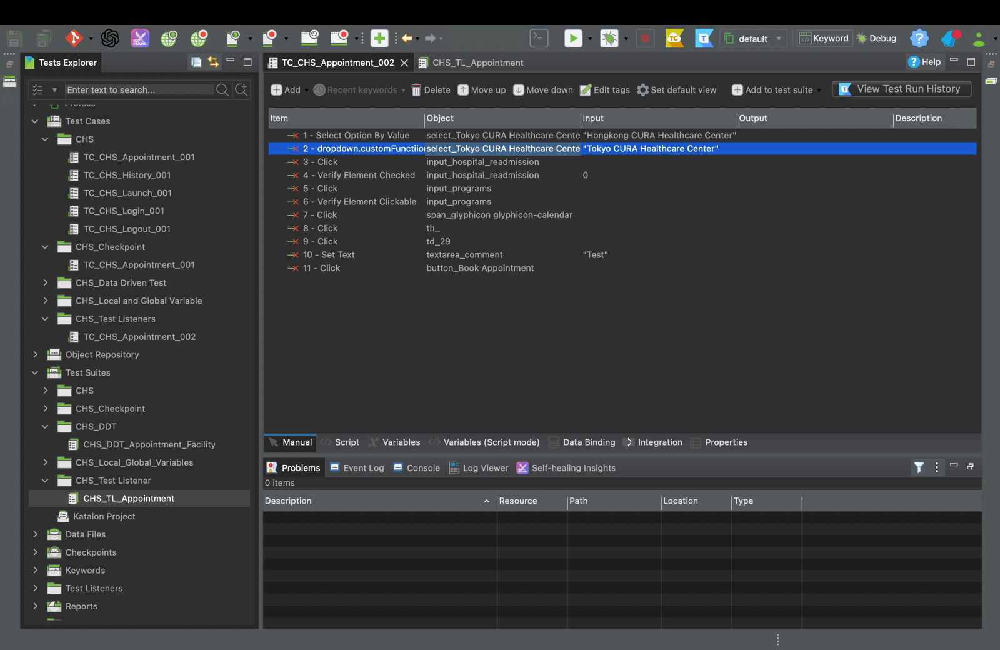 default
Keyword
Debug
Tests Explorer
TC_CHS_Appointment_002
CHS_TL_Appointment
Help
Enter text to search...
Add
Recent keywords
Delete
Move up
Move down
Edit tags
Set default view
Add to test suite
View Test Run History
Item
Object
Input
Output
Description
1 - Select Option By Value
select_Tokyo CURA Healthcare Cente
"Hongkong CURA Healthcare Center"
2 - dropdown.customFunctiio
select_Tokyo CURA Healthcare Cente
"Tokyo CURA Healthcare Center"
3 - Click
input_hospital_readmission
4 - Verify Element Checked
input_hospital_readmission
0
5 - Click
input_programs
6 - Verify Element Clickable
input_programs
7 - Click
span_glyphicon glyphicon-calendar
8 - Click
th_
9 - Click
td_29
10 - Set Text
textarea_comment
"Test"
11 - Click
button_Book Appointment
Test Cases
CHS
TC_CHS_Appointment_001
TC_CHS_History_001
TC_CHS_Launch_001
TC_CHS_Login_001
TC_CHS_Logout_001
CHS_Checkpoint
TC_CHS_Appointment_001
CHS_Data Driven Test
CHS_Local and Global Variable
CHS_Test Listeners
TC_CHS_Appointment_002
Object Repository
Test Suites
CHS
CHS_Checkpoint
CHS_DDT
CHS_DDT_Appointment_Facility
CHS_Local_Global_Variables
CHS_Test Listener
CHS_TL_Appointment
Katalon Project
Data Files
Checkpoints
Keywords
Test Listeners
Reports
Manual
Script
Variables
Variables (Script mode)
Data Binding
Integration
Properties
Problems
Event Log
Console
Log Viewer
Self-healing Insights
0 items
Description
Resource
Path
Location
Type